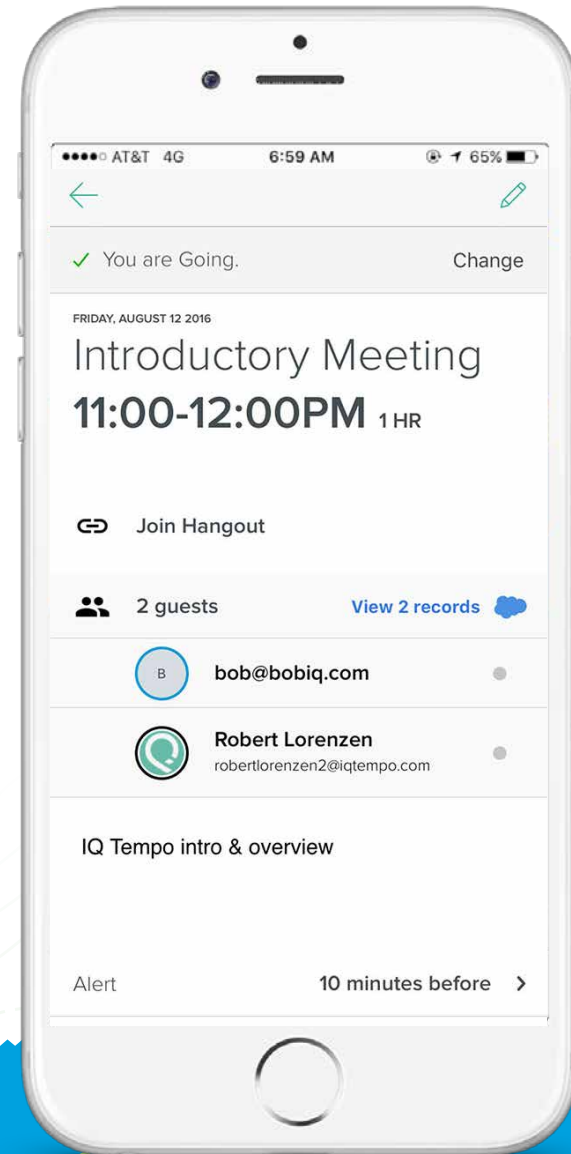 AT&T 4G 6:59 AM 65%
You are Going. Change
FRIDAY, AUGUST 12 2016
Introductory Meeting
11:00-12:00PM 1 HR
Join Hangout
2 guests View 2 records
B bob@bobiq.com
Robert Lorenzen
robertlorenzen2@iqtempo.com
IQ Tempo intro & overview
Alert 10 minutes before >